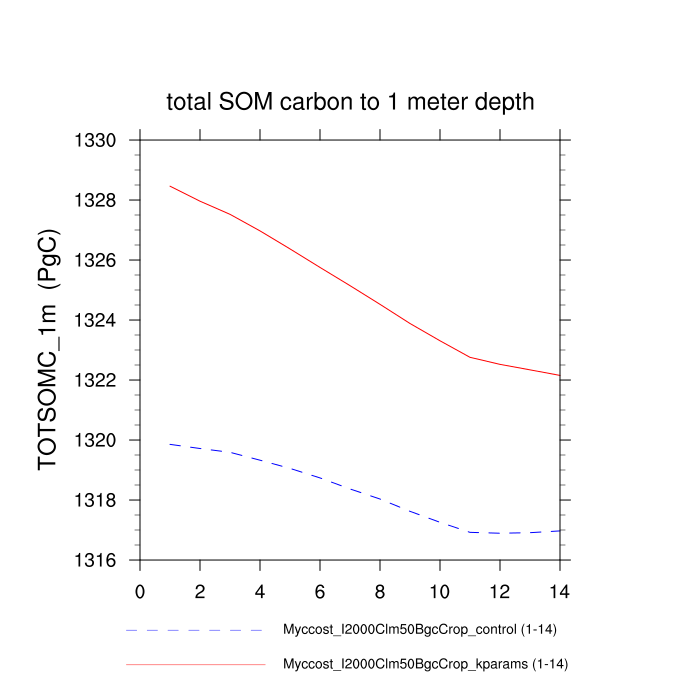 total SOM carbon to 1 meter depth
TOTSOMC_1m (PgC)
1330
1328
1326
1324
1322
1320
1318
1316
0 2 4 6 8 10 12 14
Myccost_I2000Clm50BgcCrop_control (1-14)
Myccost_I2000Clm50BgcCrop_kparams (1-14)